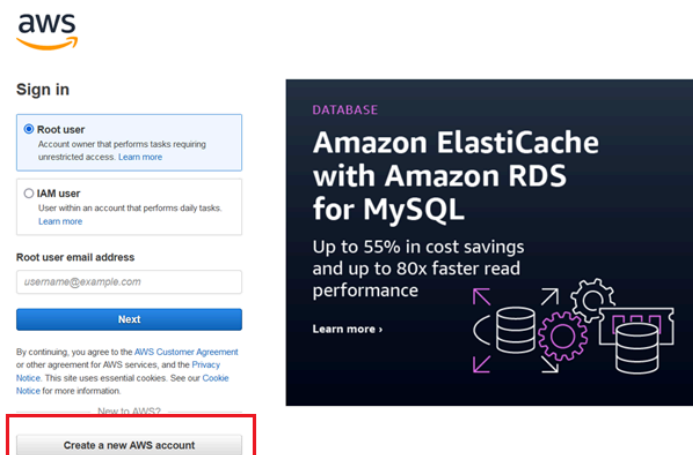 aws
Sign in
Root user
Account owner that performs tasks requiring
unrestricted access. Learn more
IAM user
User within an account that performs daily tasks.
Learn more
Root user email address
username@example.com
Next
By continuing, you agree to the AWS Customer Agreement
or other agreement for AWS services, and the Privacy
Notice. This site uses essential cookies. See our Cookie
Notice for more information.
New to AWS?
Create a new AWS account
DATABASE
Amazon ElastiCache
with Amazon RDS
for MySQL
Up to 55% in cost savings
and up to 80x faster read
performance
Learn more ›